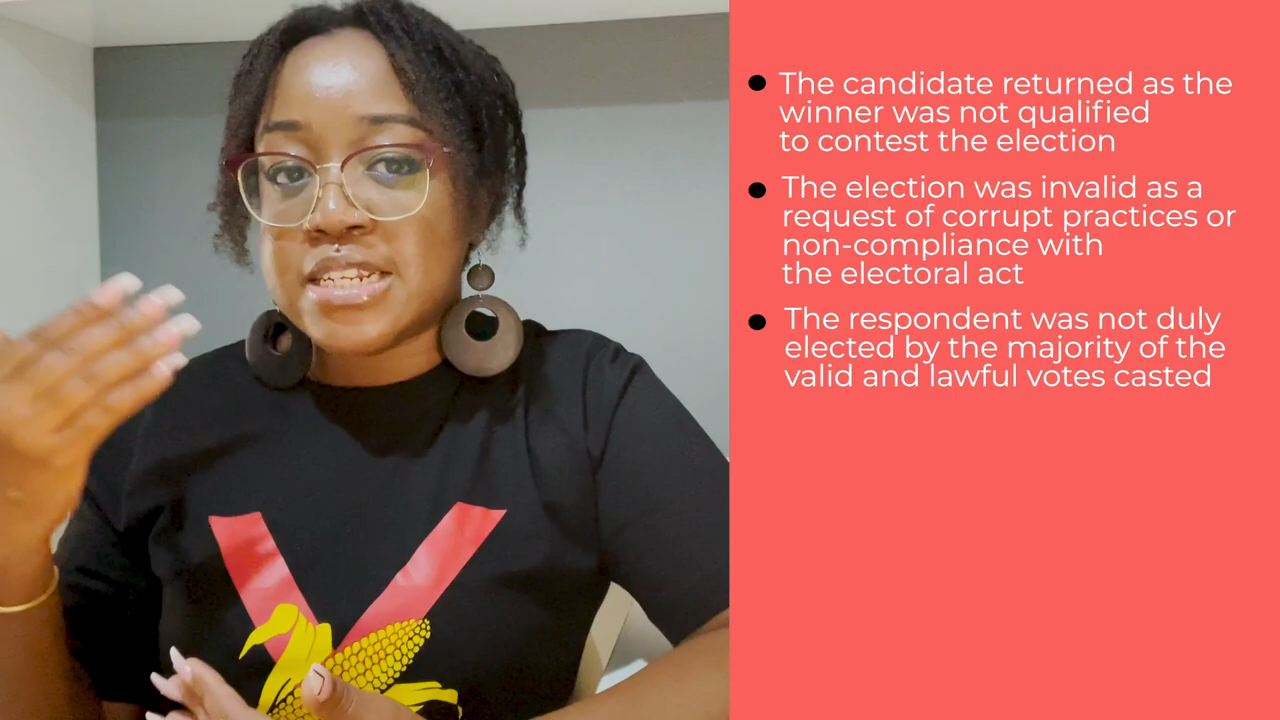 The candidate returned as the
winner was not qualified
to contest the election
The election was invalid as a
request of corrupt practices or
non-compliance with
the electoral act
The respondent was not duly
elected by the majority of the
valid and lawful votes casted